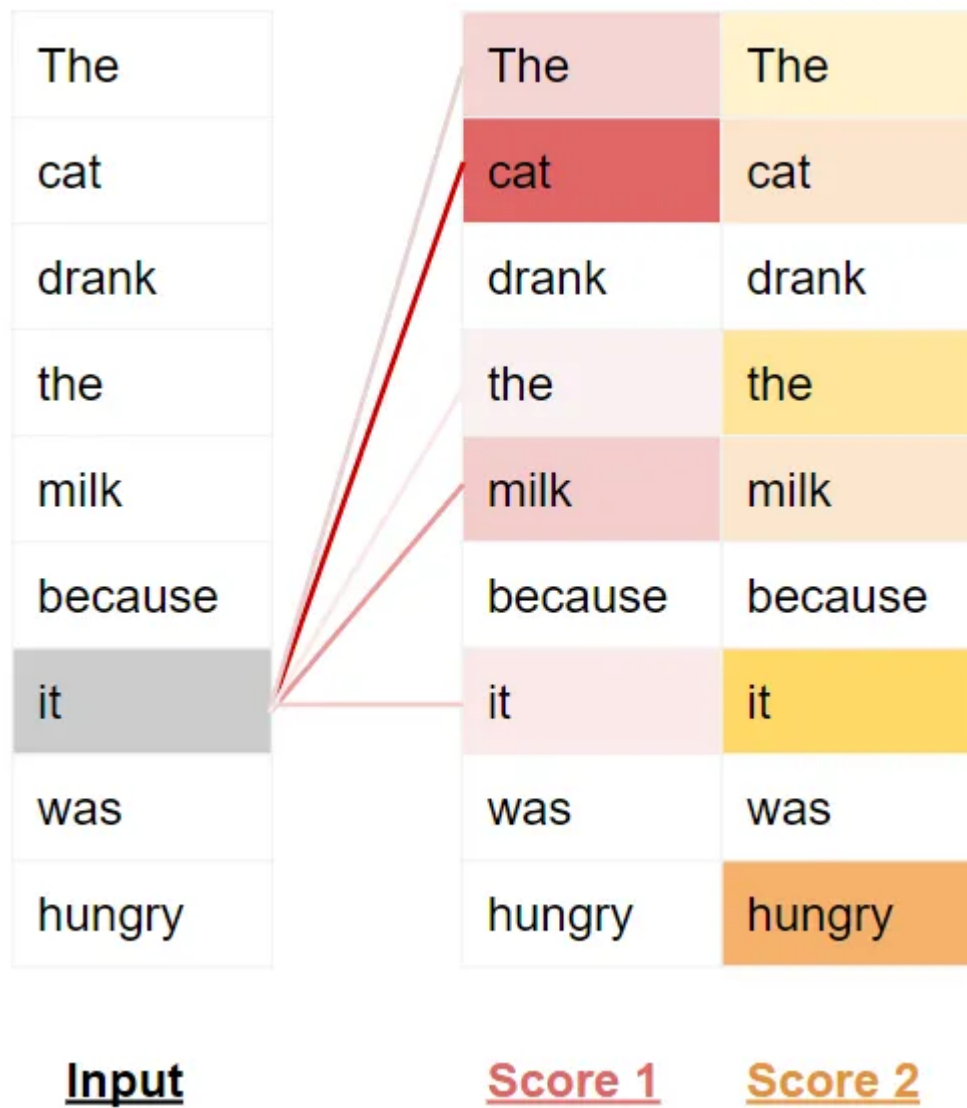 The The The
cat cat cat
drank drank drank
the the the
milk milk milk
because because because
it it it
was was was
hungry hungry hungry
Input Score 1 Score 2